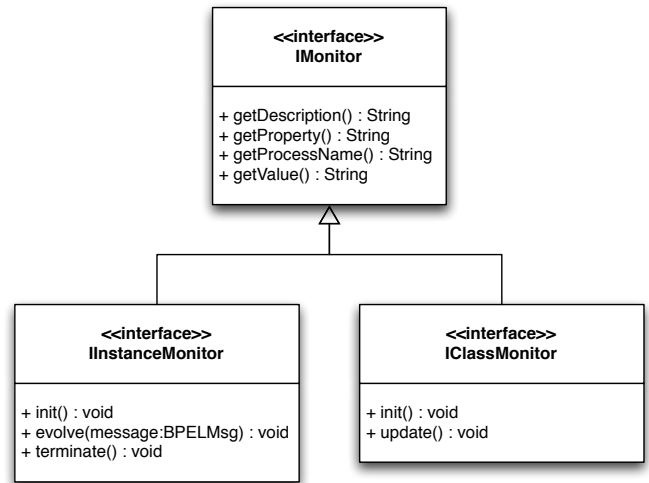 <<interface>>
IMonitor
+ getDescription() : String
+ getProperty() : String
+ getProcessName() : String
+ getValue() : String
<<interface>>
IInstanceMonitor
+ init() : void
+ evolve(message:BPELMsg) : void
+ terminate() : void
<<interface>>
IClassMonitor
+ init() : void
+ update() : void